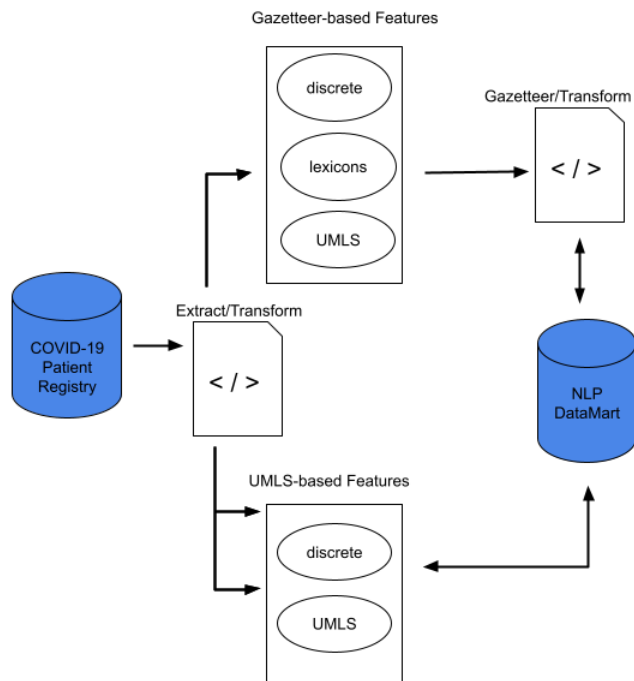 Gazetteer-based Features
discrete
lexicons
UMLS
Gazetteer/Transform
< / >
COVID-19
Patient
Registry
Extract/Transform
< / >
NLP
DataMart
UMLS-based Features
discrete
UMLS